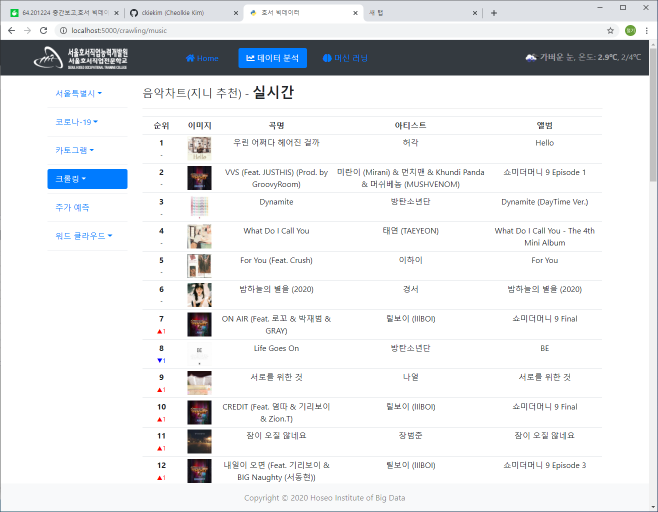 64.201224 중간보고,호서 빅데이
ckiekim (Cheolkie Kim)
호서 빅데이터
새 탭
localhost:5000/crawling/music
서울호서직업능력개발원
서울호서직업전문학교
Home
데이터 분석
머신 러닝
가벼운 눈, 온도: 2.9℃, 2/4℃
서울특별시
코로나-19
카토그램
크롤링
주가 예측
워드 클라우드
음악차트(지니 추천) - 실시간
순위 이미지 곡명 아티스트 앨범
1 우린 어쩌다 헤어진 걸까 허각 Hello
-
2 VVS (Feat. JUSTHIS) (Prod. by 미란이 (Mirani) & 먼치맨 & Khundi Panda 쇼미더머니 9 Episode 1
- GroovyRoom) & 머쉬베놈 (MUSHVENOM)
3 Dynamite 방탄소년단 Dynamite (DayTime Ver.)
-
4 What Do I Call You 태연 (TAEYEON) What Do I Call You - The 4th
- Mini Album
5 For You (Feat. Crush) 이하이 For You
-
6 밤하늘의 별을 (2020) 경서 밤하늘의 별을 (2020)
-
7 ON AIR (Feat. 로꼬 & 박재범 & 릴보이 (lIlBOI) 쇼미더머니 9 Final
▲1 GRAY)
8 Life Goes On 방탄소년단 BE
▼1
9 서로를 위한 것 나얼 서로를 위한 것
▲1
10 CREDIT (Feat. 염따 & 기리보이 릴보이 (lIlBOI) 쇼미더머니 9 Final
▲1 & Zion.T)
11 잠이 오질 않네요 장범준 잠이 오질 않네요
▲1
12 내일이 오면 (Feat. 기리보이 & 릴보이 (lIlBOI) 쇼미더머니 9 Episode 3
▲1 BIG Naughty (서동현))
Copyright © 2020 Hoseo Institute of Big Data